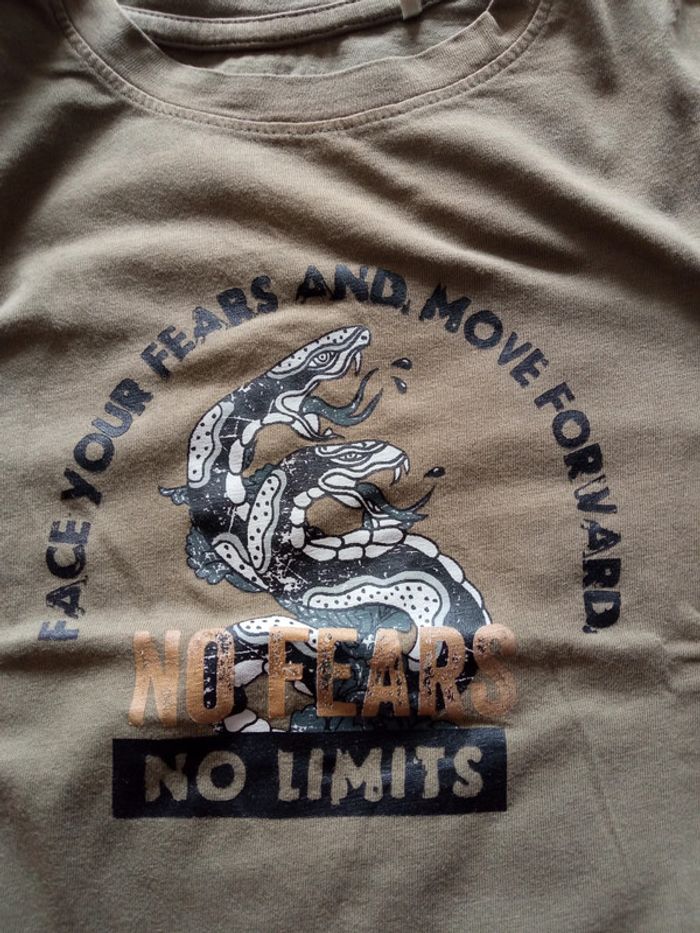 FACE YOUR FEARS AND, MOVE FORWARD.
NO FEARS
NO LIMITS